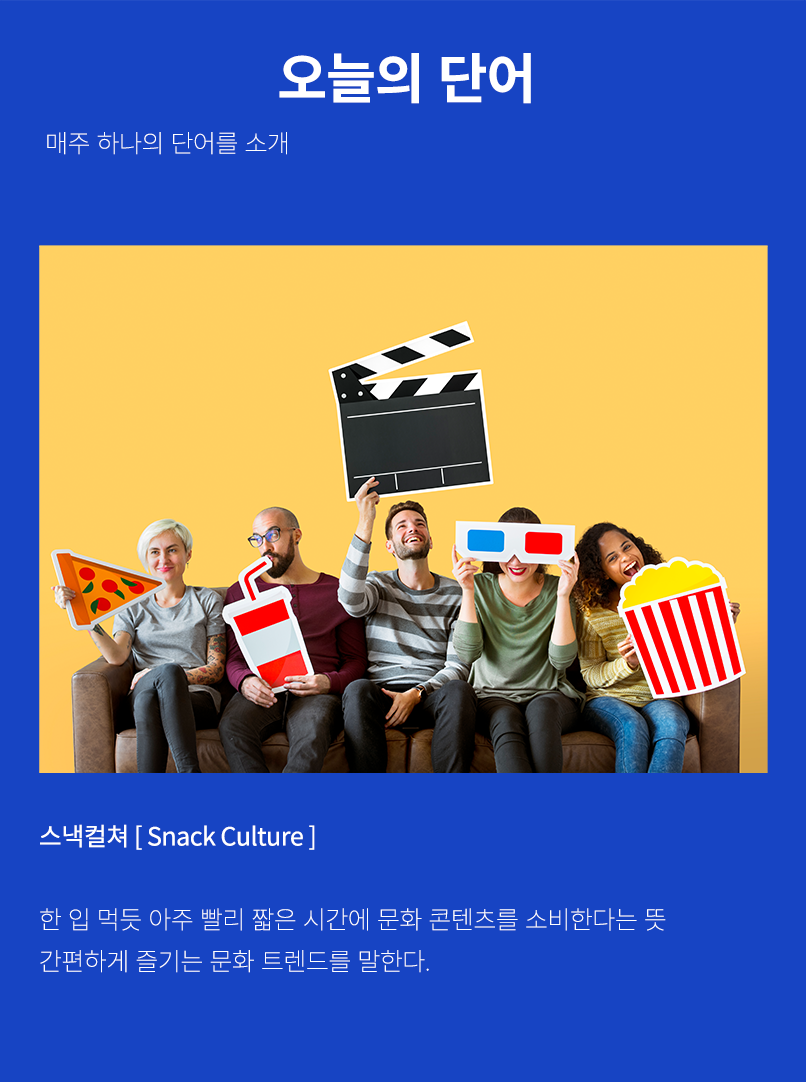 오늘의 단어
매주 하나의 단어를 소개
스낵컬쳐 [ Snack Culture ]
한 입 먹듯 아주 빨리 짧은 시간에 문화 콘텐츠를 소비한다는 뜻
간편하게 즐기는 문화 트렌드를 말한다.